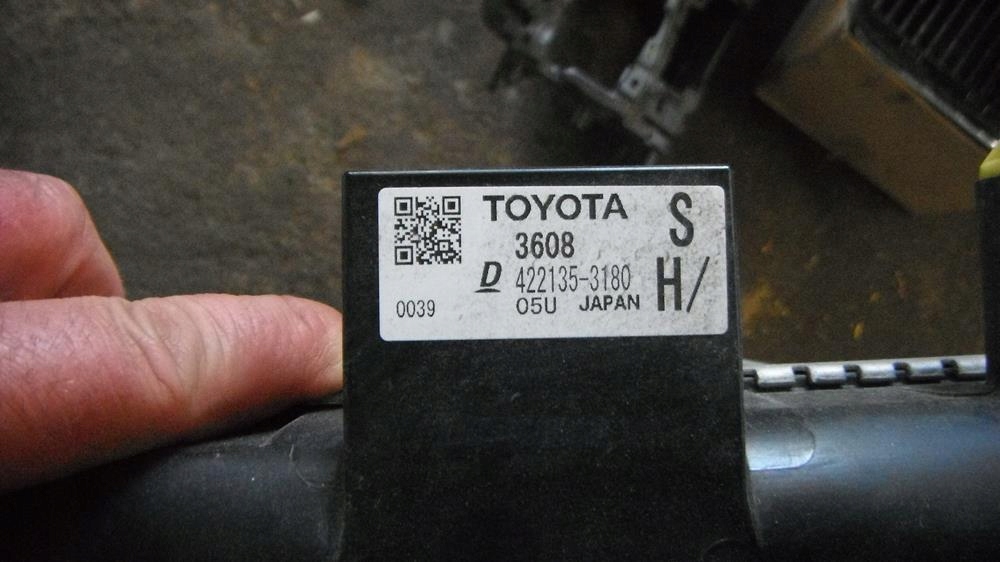 TOYOTA S
3608
D 422135-3180 H/
0039 05U JAPAN